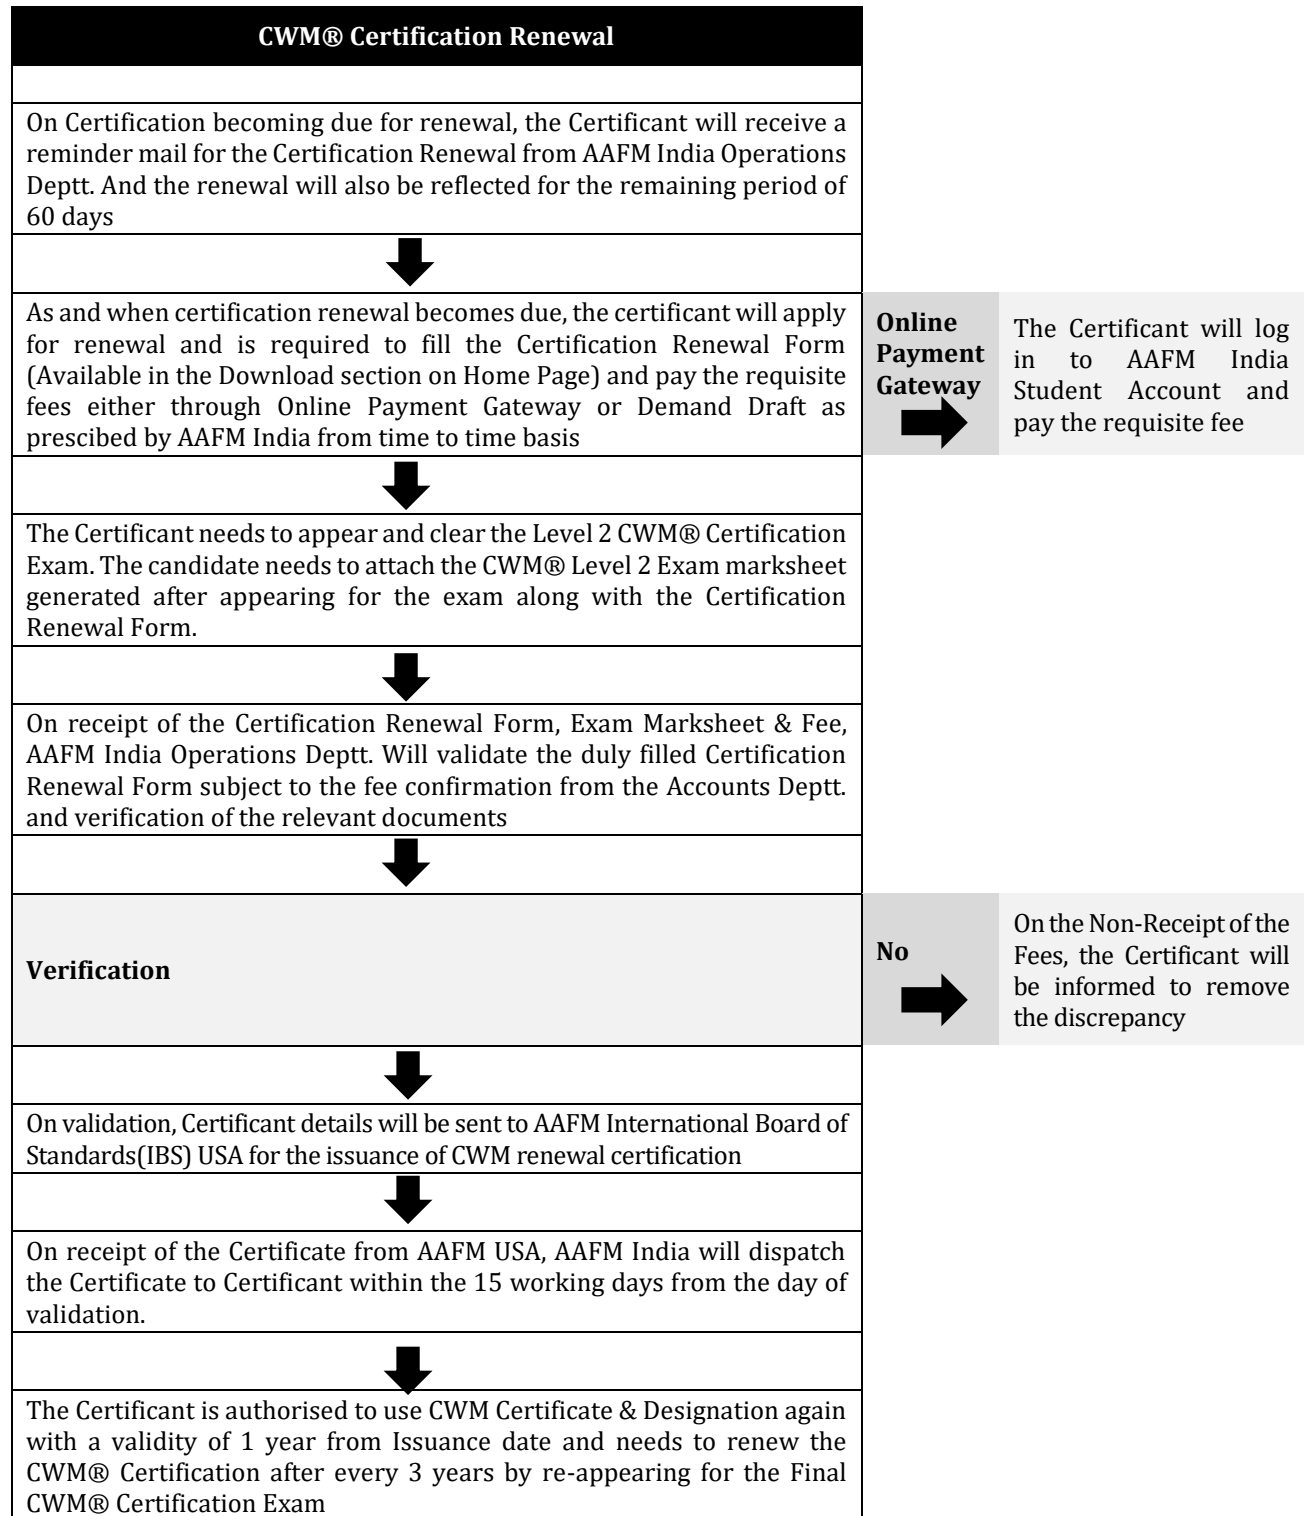 CWM® Certification Renewal
On Certification becoming due for renewal, the Certificant will receive a
reminder mail for the Certification Renewal from AAFM India Operations
Deptt. And the renewal will also be reflected for the remaining period of
60 days
As and when certification renewal becomes due, the certificant will apply
for renewal and is required to fill the Certification Renewal Form
(Available in the Download section on Home Page) and pay the requisite
fees either through Online Payment Gateway or Demand Draft as
prescibed by AAFM India from time to time basis
Online
Payment
Gateway
The Certificant will log
in to AAFM India
Student Account and
pay the requisite fee
The Certificant needs to appear and clear the Level 2 CWM® Certification
Exam. The candidate needs to attach the CWM® Level 2 Exam marksheet
generated after appearing for the exam along with the Certification
Renewal Form.
On receipt of the Certification Renewal Form, Exam Marksheet & Fee,
AAFM India Operations Deptt. Will validate the duly filled Certification
Renewal Form subject to the fee confirmation from the Accounts Deptt.
and verification of the relevant documents
Verification
No
On the Non-Receipt of the
Fees, the Certificant will
be informed to remove
the discrepancy
On validation, Certificant details will be sent to AAFM International Board of
Standards(IBS) USA for the issuance of CWM renewal certification
On receipt of the Certificate from AAFM USA, AAFM India will dispatch
the Certificate to Certificant within the 15 working days from the day of
validation.
The Certificant is authorised to use CWM Certificate & Designation again
with a validity of 1 year from Issuance date and needs to renew the
CWM® Certification after every 3 years by re-appearing for the Final
CWM® Certification Exam